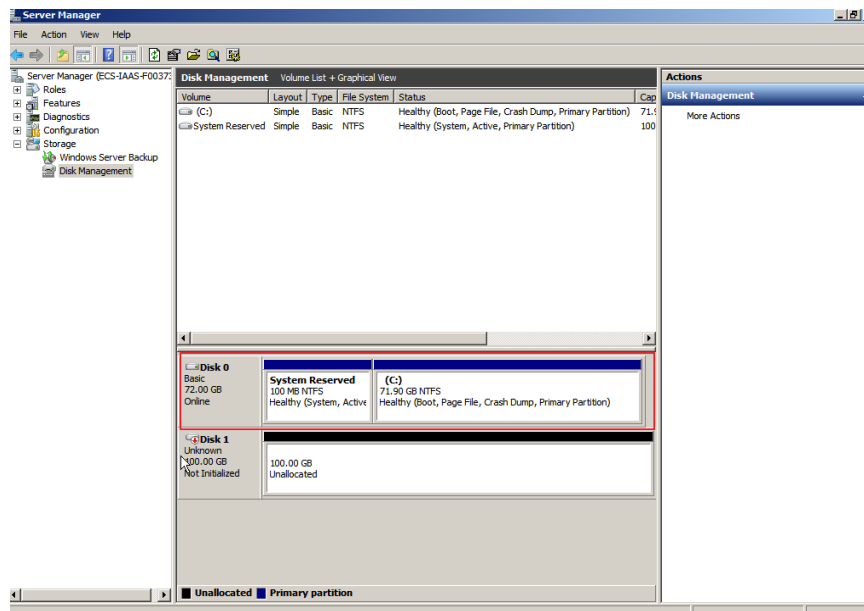 Server Manager
File Action View Help
Server Manager (ECS-IAAS-F0037
Roles
Features
Diagnostics
Configuration
Storage
Windows Server Backup
Disk Management
Disk Management Volume List + Graphical View
Volume Layout Type File System Status Cap
(C:) Simple Basic NTFS Healthy (Boot, Page File, Crash Dump, Primary Partition) 71.9
System Reserved Simple Basic NTFS Healthy (System, Active, Primary Partition) 100
Disk 0
Basic
72.00 GB
Online
System Reserved
100 MB NTFS
Healthy (System, Active
(C:)
71.90 GB NTFS
Healthy (Boot, Page File, Crash Dump, Primary Partition)
Disk 1
Unknown
100.00 GB
Not Initialized
100.00 GB
Unallocated
Unallocated Primary partition
Actions
Disk Management
More Actions